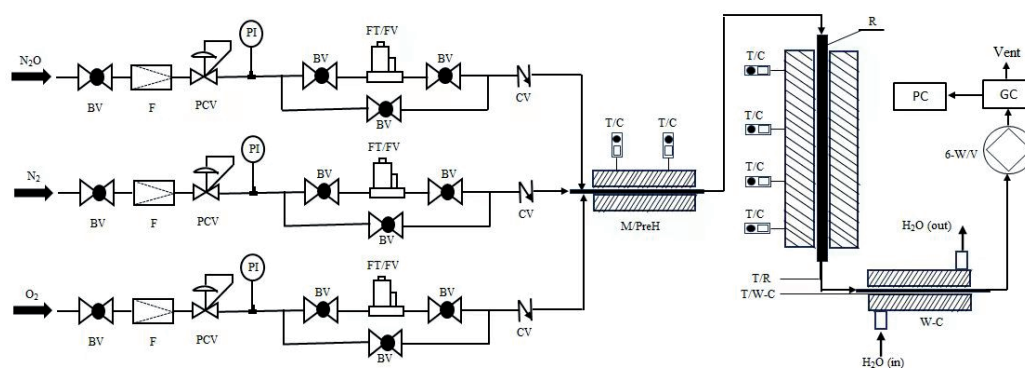 N₂O
BV
F
PCV
PI
BV
FT/FV
BV
BV
CV
N₂
BV
F
PCV
PI
BV
FT/FV
BV
BV
CV
O₂
BV
F
PCV
PI
BV
FT/FV
BV
BV
CV
T/C
T/C
M/PreH
R
T/C
T/C
T/C
T/C
T/R
T/W-C
H₂O (out)
W-C
H₂O (in)
6-W/V
Vent
GC
PC